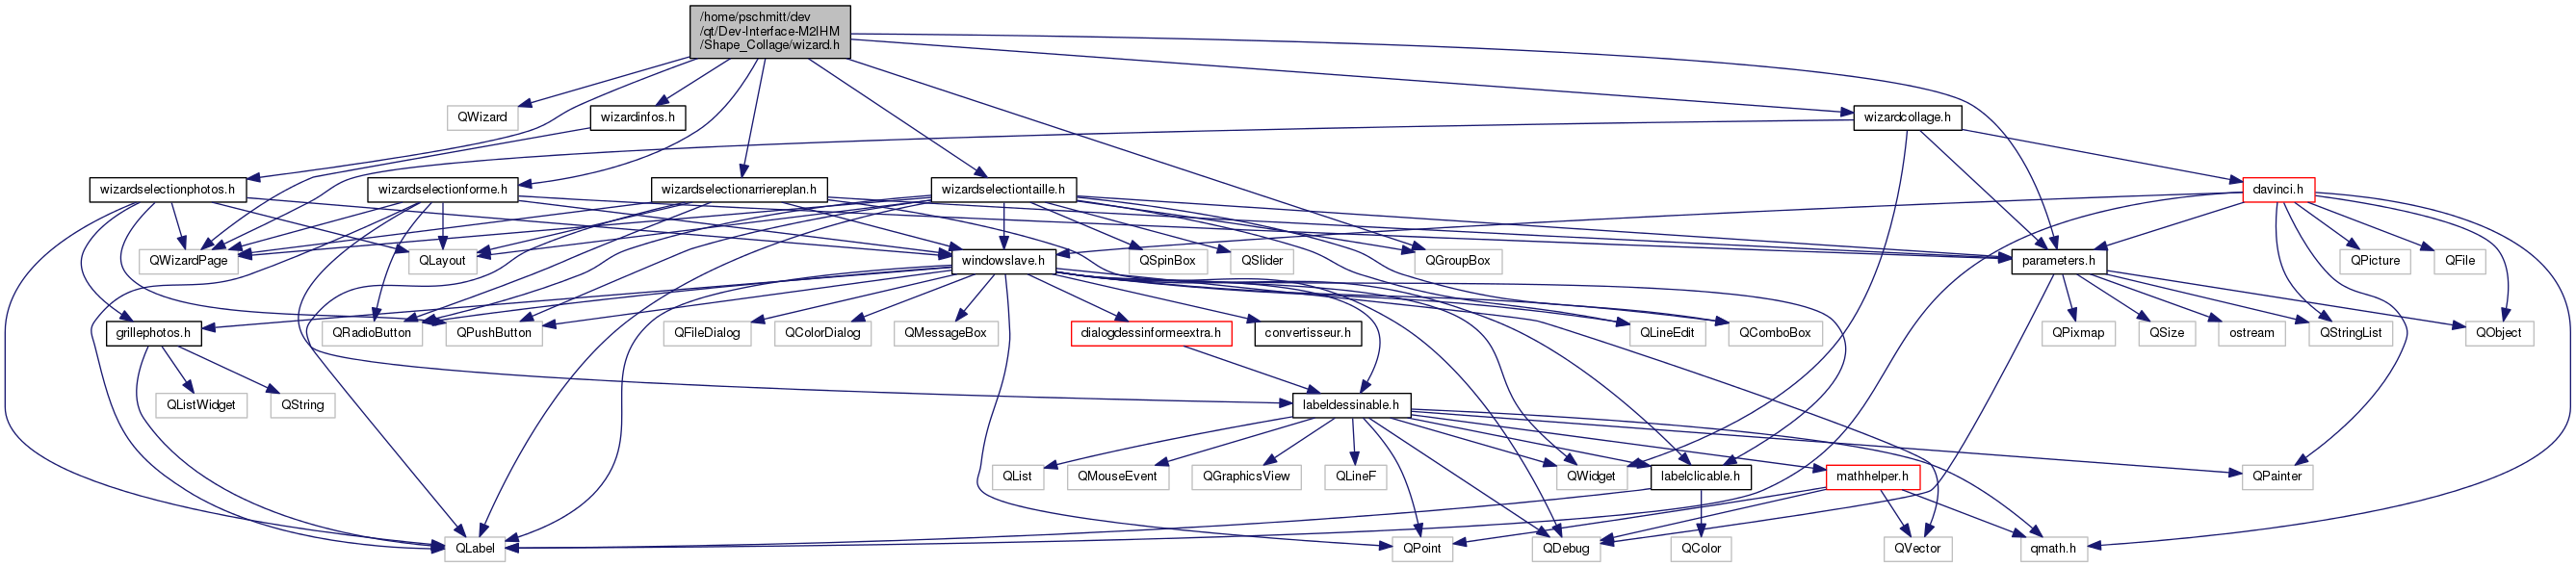 /home/pschmitt/dev
/qt/Dev-Interface-M2IHM
/Shape_Collage/wizard.h
QWizard
wizardinfos.h
wizardcollage.h
wizardselectionphotos.h
wizardselectionforme.h
wizardselectionarriereplan.h
wizardselectiontaille.h
davinci.h
QWizardPage
QLayout
windowslave.h
QSpinBox
QSlider
QGroupBox
parameters.h
QPicture
QFile
grillephotos.h
QRadioButton
QPushButton
QFileDialog
QColorDialog
QMessageBox
dialogdessinformeextra.h
convertisseur.h
QLineEdit
QComboBox
QPixmap
QSize
ostream
QStringList
QObject
QListWidget
QString
labeldessinable.h
QList
QMouseEvent
QGraphicsView
QLineF
QWidget
labelclicable.h
mathhelper.h
QPainter
QLabel
QPoint
QDebug
QColor
QVector
qmath.h